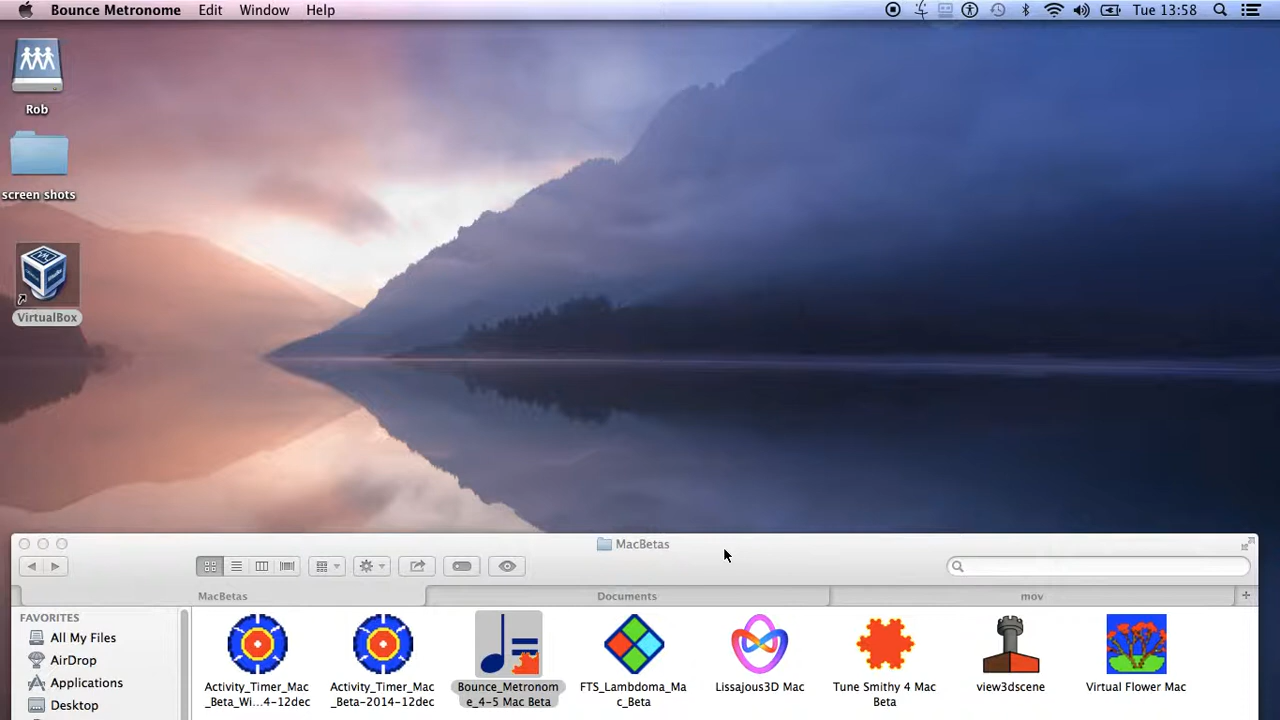 Bounce Metronome Edit Window Help Tue 13:58
Rob
screen shots
VirtualBox
MacBetas
MacBetas Documents mov +
FAVORITES
All My Files
AirDrop
Applications
Desktop
Activity_Timer_Mac
_Beta_Wi...4-12dec
Activity_Timer_Mac
_Beta-2014-12dec
Bounce_Metronom
e_4-5 Mac Beta
FTS_Lambdoma_Ma
c_Beta
Lissajous3D Mac
Tune Smithy 4 Mac
Beta
view3dscene
Virtual Flower Mac